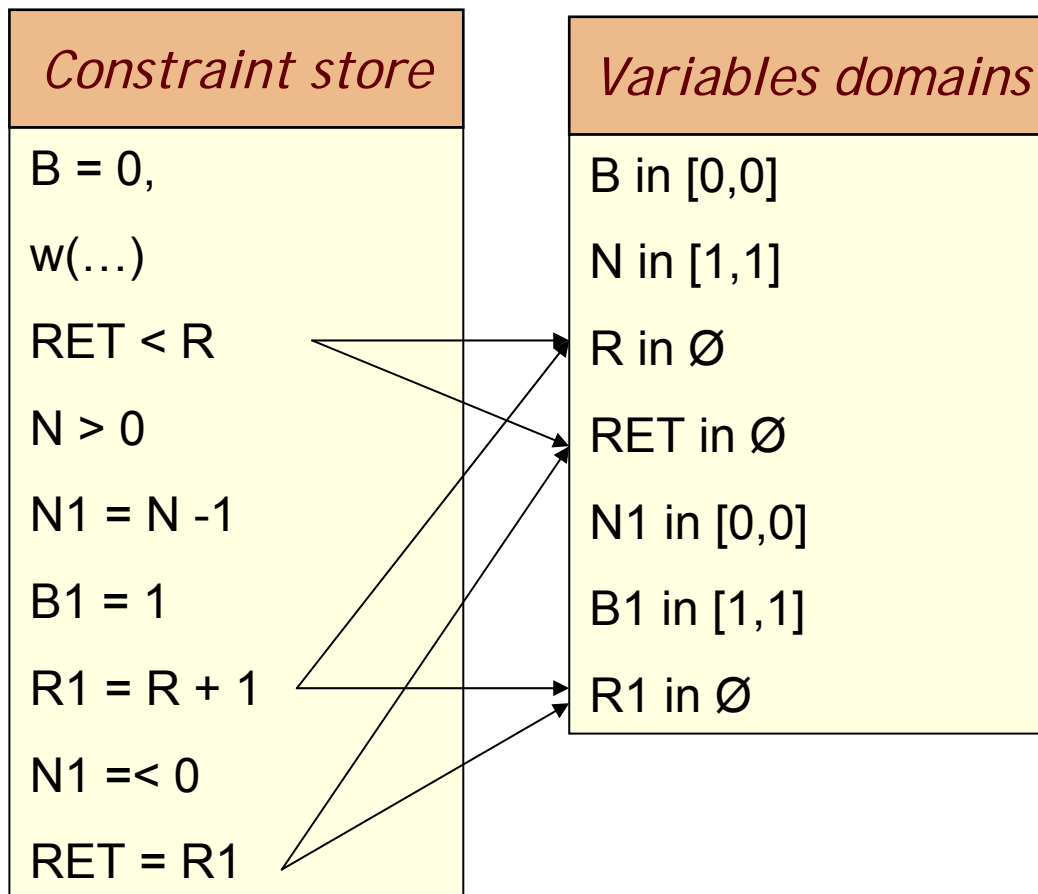 Constraint store
B = 0,
w(…)
RET < R
N > 0
N1 = N -1
B1 = 1
R1 = R + 1
N1 =< 0
RET = R1
Variables domains
B in [0,0]
N in [1,1]
R in Ø
RET in Ø
N1 in [0,0]
B1 in [1,1]
R1 in Ø